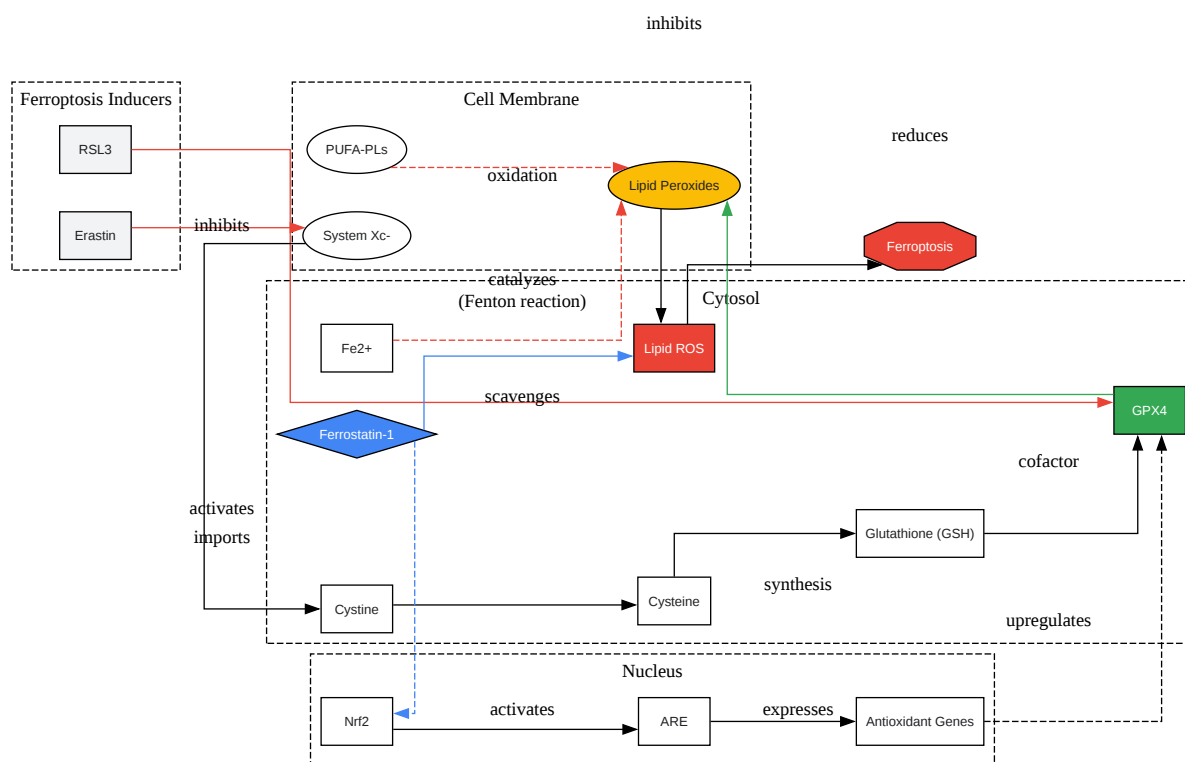 inhibits
Ferroptosis Inducers
Cell Membrane
RSL3
PUFA-PLs
reduces
oxidation
Lipid Peroxides
Erastin
inhibits
System Xc-
Ferroptosis
catalyzes
(Fenton reaction)
Cytosol
Fe2+
Lipid ROS
scavenges
GPX4
Ferrostatin-1
cofactor
activates
imports
Glutathione (GSH)
synthesis
Cystine
Cysteine
upregulates
Nucleus
Nrf2
activates
ARE
expresses
Antioxidant Genes